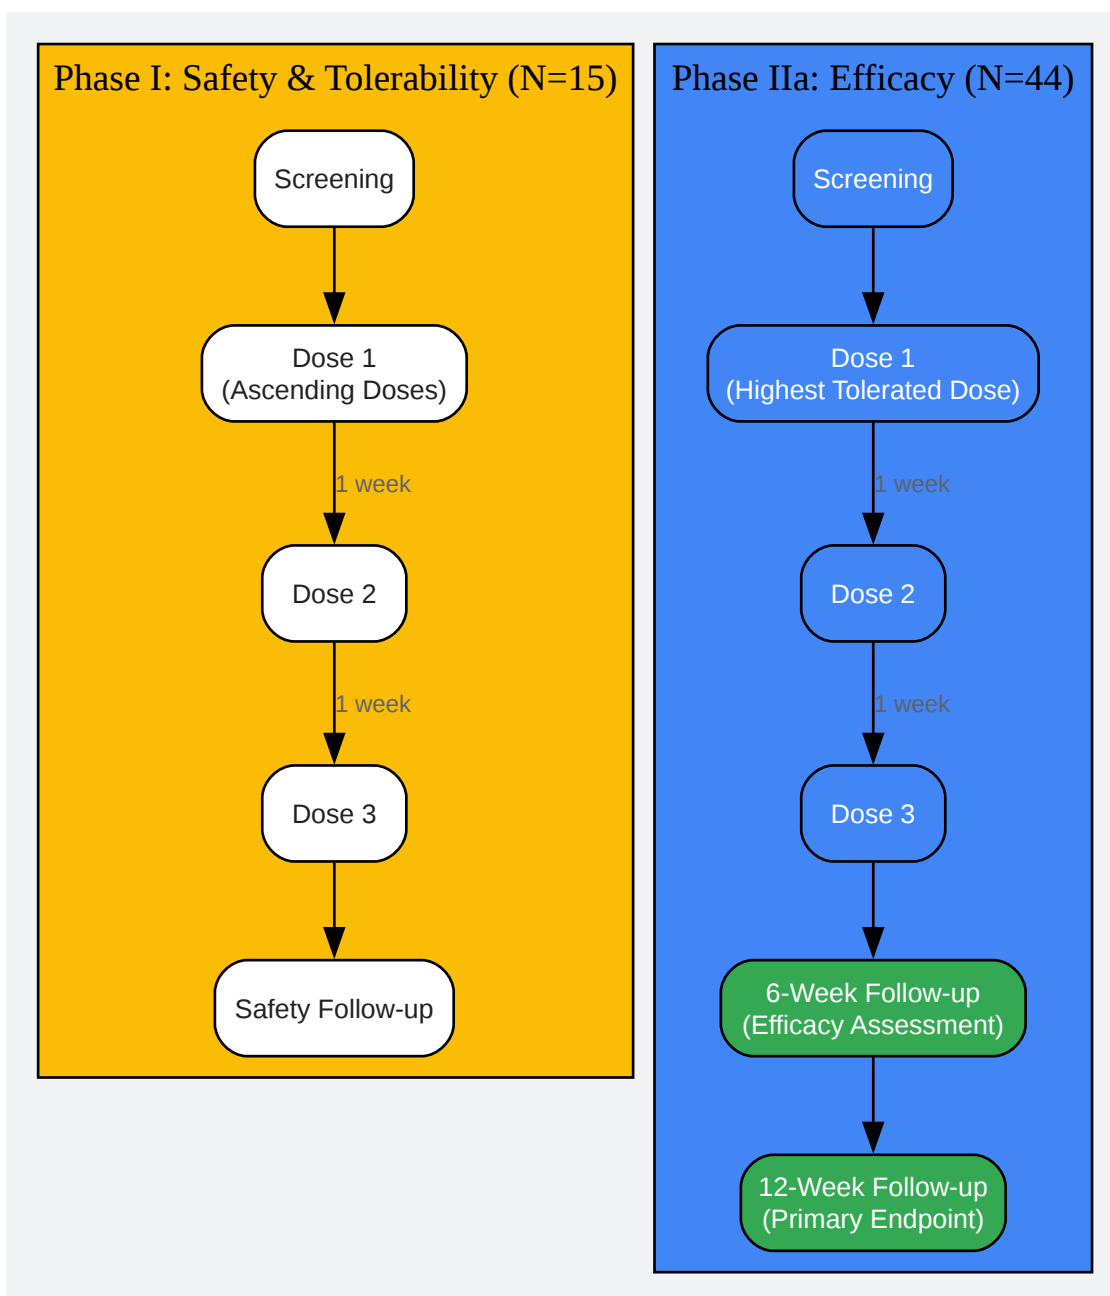 Phase I: Safety & Tolerability (N=15)
Screening
Dose 1
(Ascending Doses)
1 week
Dose 2
1 week
Dose 3
Safety Follow-up
Phase IIa: Efficacy (N=44)
Screening
Dose 1
(Highest Tolerated Dose)
1 week
Dose 2
1 week
Dose 3
6-Week Follow-up
(Efficacy Assessment)
12-Week Follow-up
(Primary Endpoint)